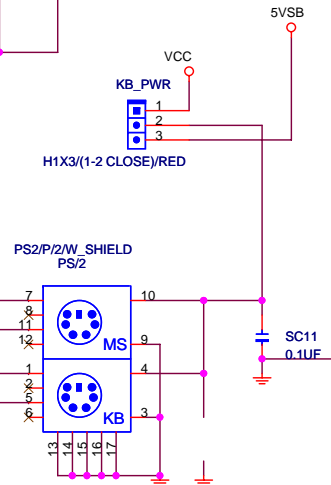 5VSB
VCC
KB_PWR
1
2
3
H1X3/(1-2 CLOSE)/RED
PS2/P/2/W_SHIELD
PS/2
7
10
8
11
12
MS
9
SC11
0.1UF
1
4
2
5
6
KB
3
13
14
15
16
17